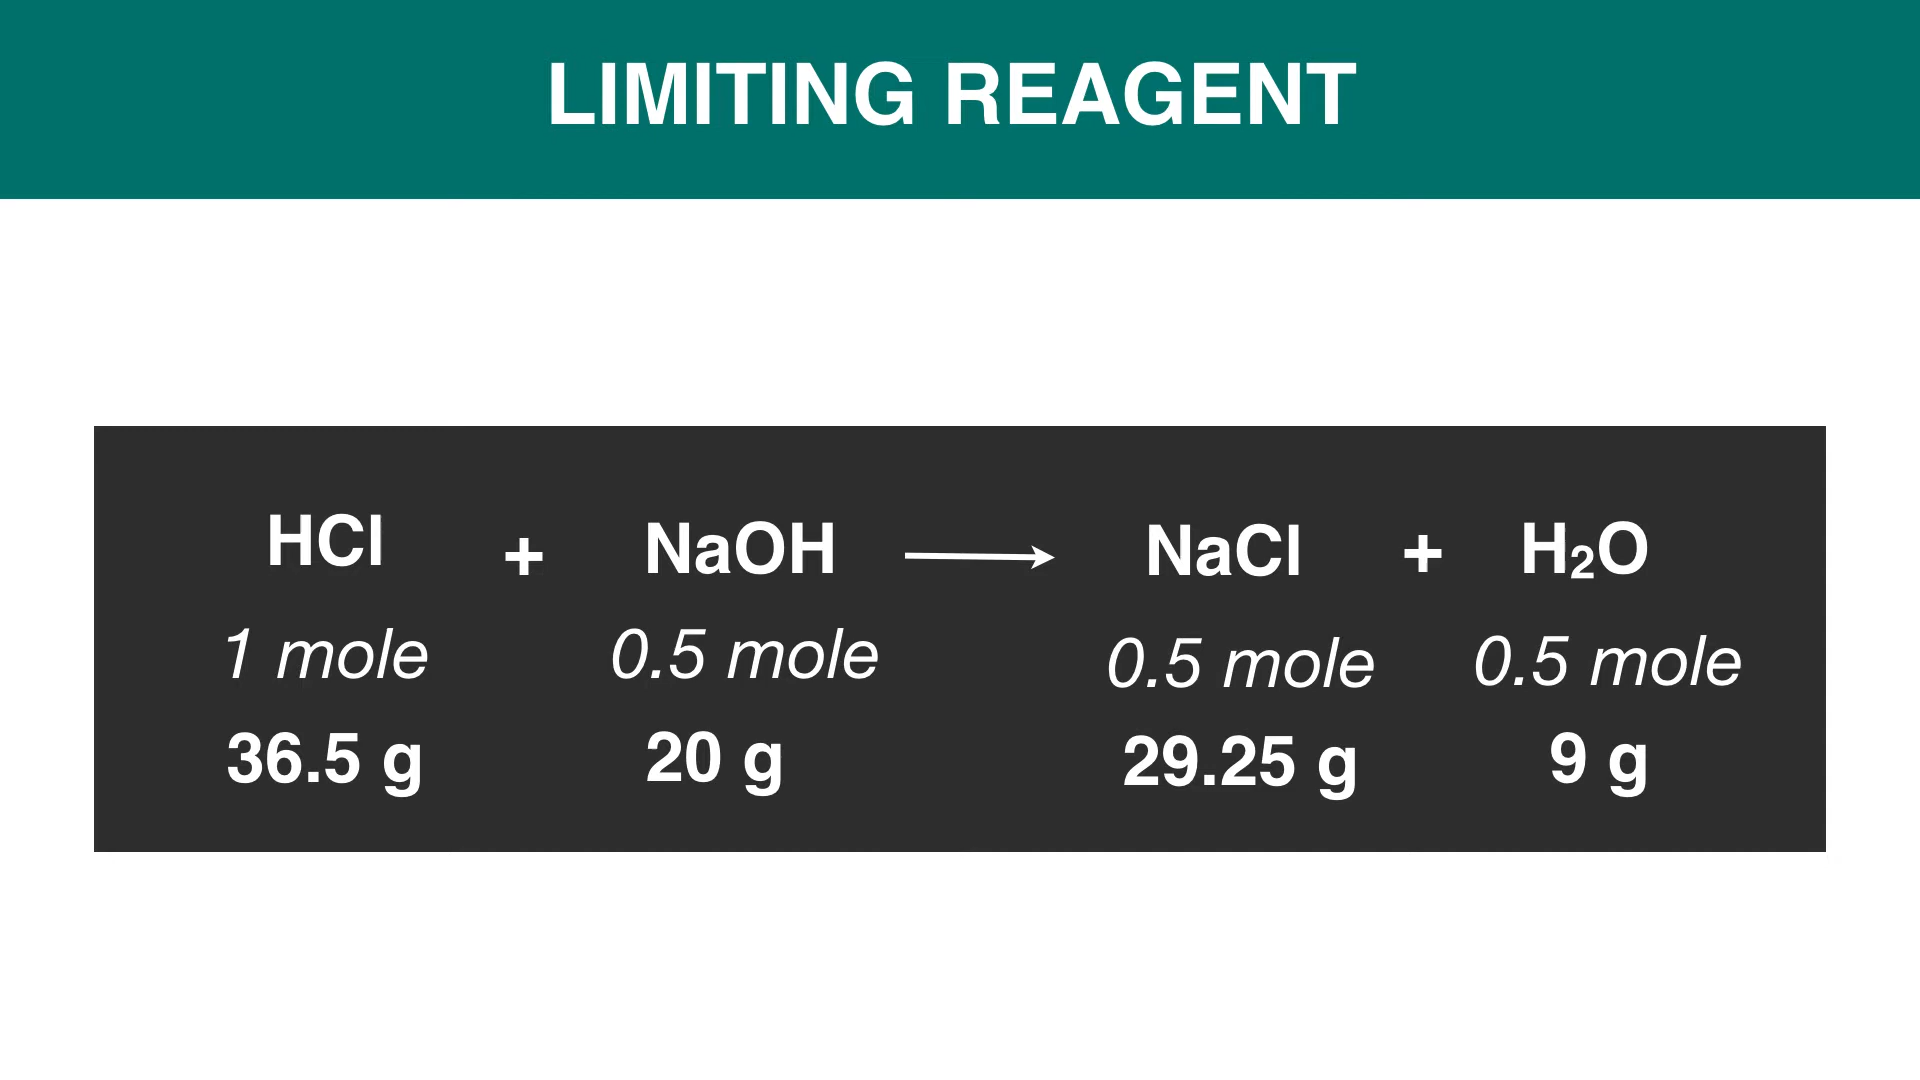 LIMITING REAGENT
HCl + NaOH → NaCl + H₂O
1 mole 0.5 mole 0.5 mole 0.5 mole
36.5 g 20 g 29.25 g 9 g